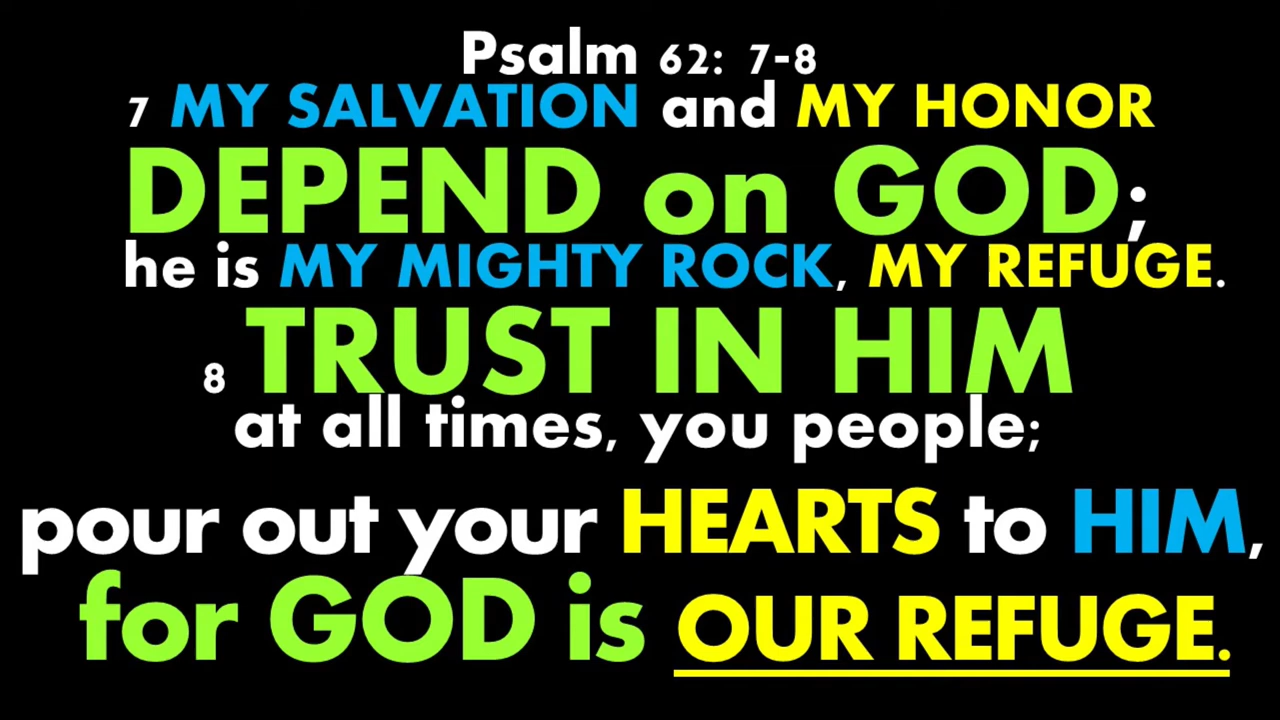 Psalm 62: 7-8
7 MY SALVATION and MY HONOR
DEPEND on GOD;
he is MY MIGHTY ROCK, MY REFUGE.
8 TRUST IN HIM
at all times, you people;
pour out your HEARTS to HIM,
for GOD is OUR REFUGE.